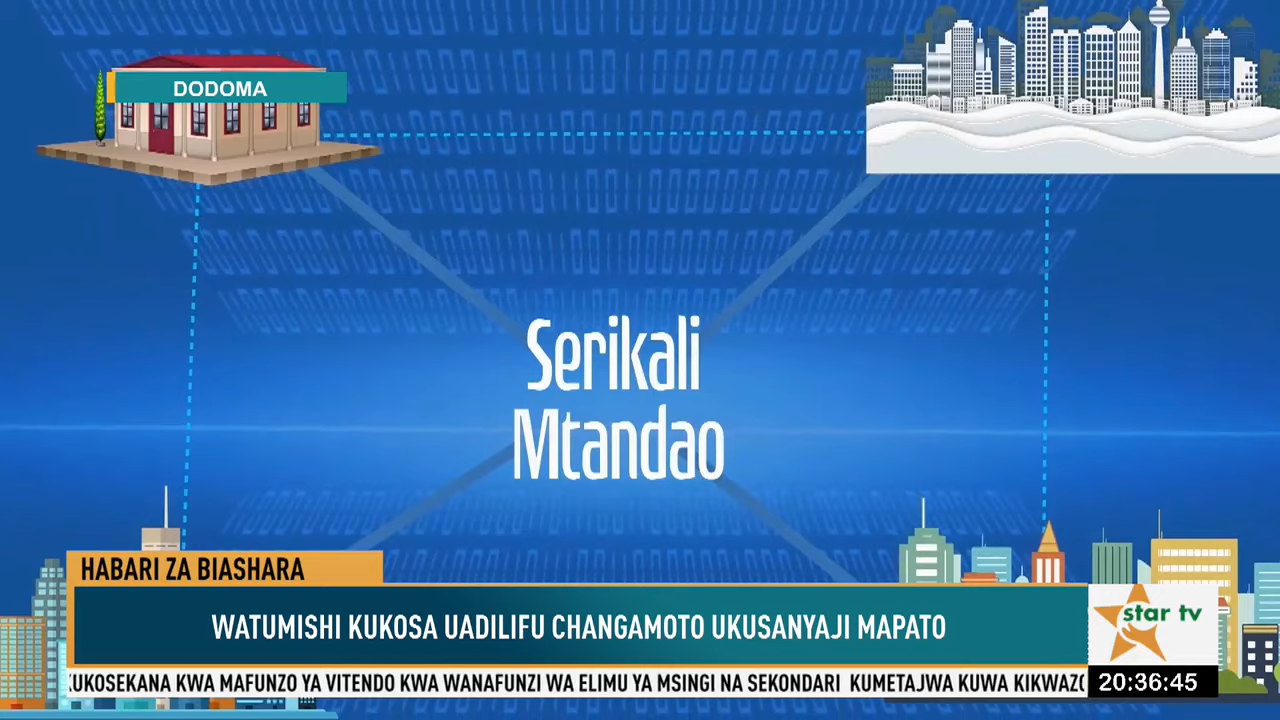 DODOMA
Serikali
Mtandao
HABARI ZA BIASHARA
WATUMISHI KUKOSA UADILIFU CHANGAMOTO UKUSANYAJI MAPATO
star tv
KUKOSEKANA KWA MAFUNZO YA VITENDO KWA WANAFUNZI WA ELIMU YA MSINGI NA SEKONDARI KUMETAJWA KUWA KIKWAZO
20:36:45